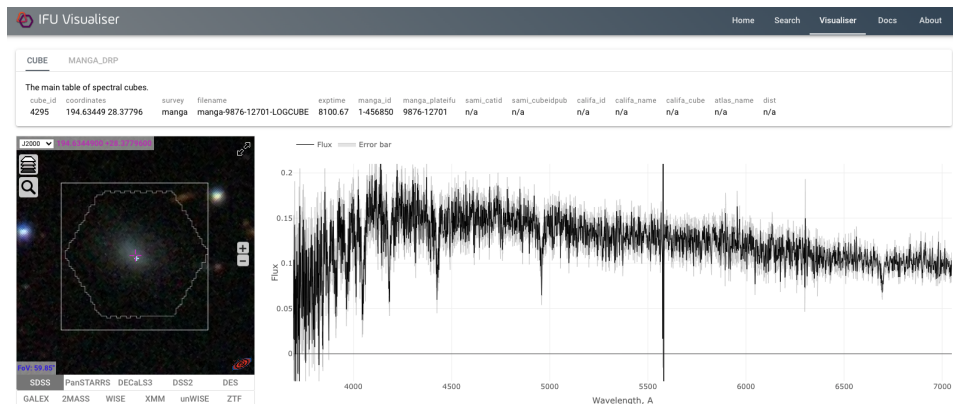 IFU Visualiser
Home Search Visualiser Docs About
CUBE MANGA_DRP
The main table of spectral cubes.
cube_id coordinates survey filename exptime manga_id manga_plateifu sami_catid sami_cubeidpub califa_id califa_name califa_cube atlas_name dist
4295 194.63449 28.37796 manga manga-9876-12701-LOGCUBE 8100.67 1-456850 9876-12701 n/a n/a n/a n/a n/a n/a n/a
J2000 194.6344900 +28.3779600
Flux Error bar
0.2
0.15
0.1
0.05
0
Flux
4000 4500 5000 5500 6000 6500 7000
Wavelength, A
FoV: 59.85"
SDSS PanSTARRS DECaLS3 DSS2 DES
GALEX 2MASS WISE XMM unWISE ZTF